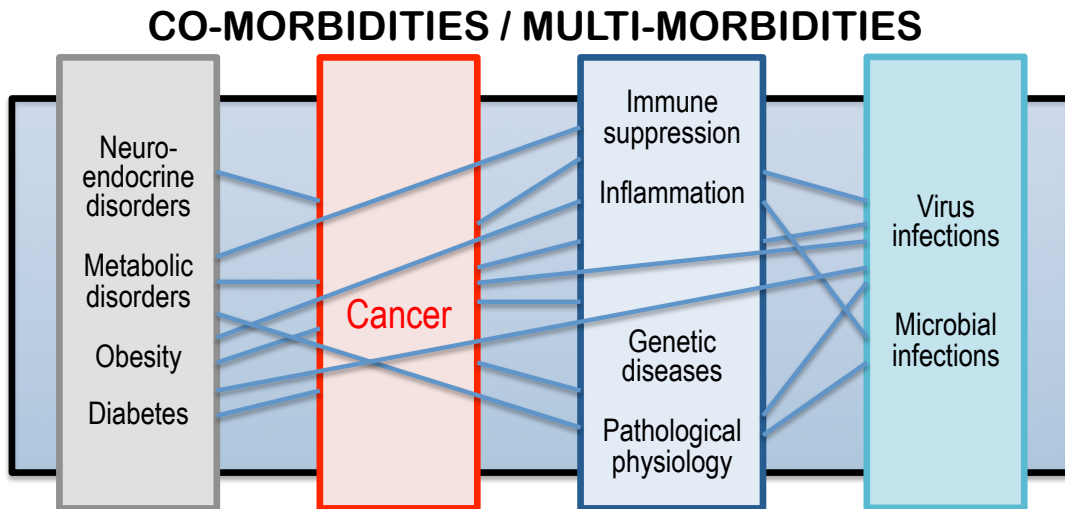 CO-MORBIDITIES / MULTI-MORBIDITIES
Neuro-
endocrine
disorders
Metabolic
disorders
Obesity
Diabetes
Cancer
Immune
suppression
Inflammation
Genetic
diseases
Pathological
physiology
Virus
infections
Microbial
infections